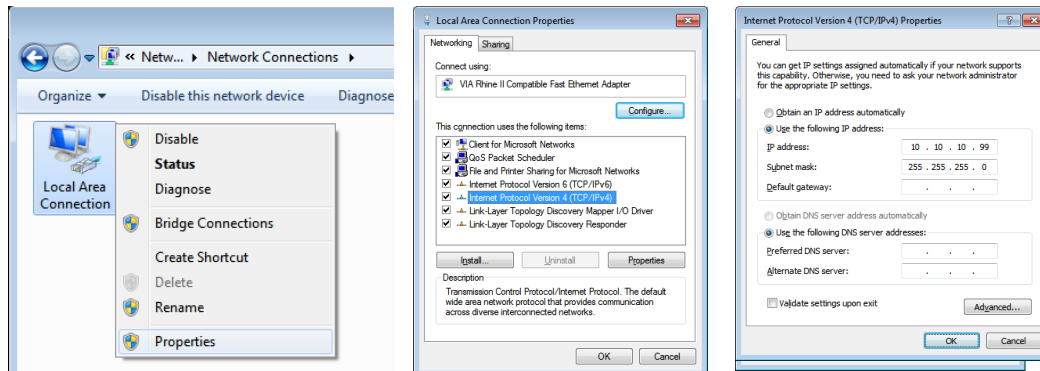 « Netw... ▸ Network Connections ▸
Organize ▾ Disable this network device Diagnose
Local Area
Connection
Disable
Status
Diagnose
Bridge Connections
Create Shortcut
Delete
Rename
Properties
Local Area Connection Properties
Networking Sharing
Connect using:
VIA Rhine II Compatible Fast Ethernet Adapter
Configure...
This connection uses the following items:
Client for Microsoft Networks
QoS Packet Scheduler
File and Printer Sharing for Microsoft Networks
Internet Protocol Version 6 (TCP/IPv6)
Internet Protocol Version 4 (TCP/IPv4)
Link-Layer Topology Discovery Mapper I/O Driver
Link-Layer Topology Discovery Responder
Install... Uninstall Properties
Description
Transmission Control Protocol/Internet Protocol. The default
wide area network protocol that provides communication
across diverse interconnected networks.
OK Cancel
Internet Protocol Version 4 (TCP/IPv4) Properties
General
You can get IP settings assigned automatically if your network supports
this capability. Otherwise, you need to ask your network administrator
for the appropriate IP settings.
Obtain an IP address automatically
Use the following IP address:
IP address: 10 . 10 . 10 . 99
Subnet mask: 255 . 255 . 255 . 0
Default gateway: . . .
Obtain DNS server address automatically
Use the following DNS server addresses:
Preferred DNS server: . . .
Alternate DNS server: . . .
Validate settings upon exit
Advanced...
OK Cancel